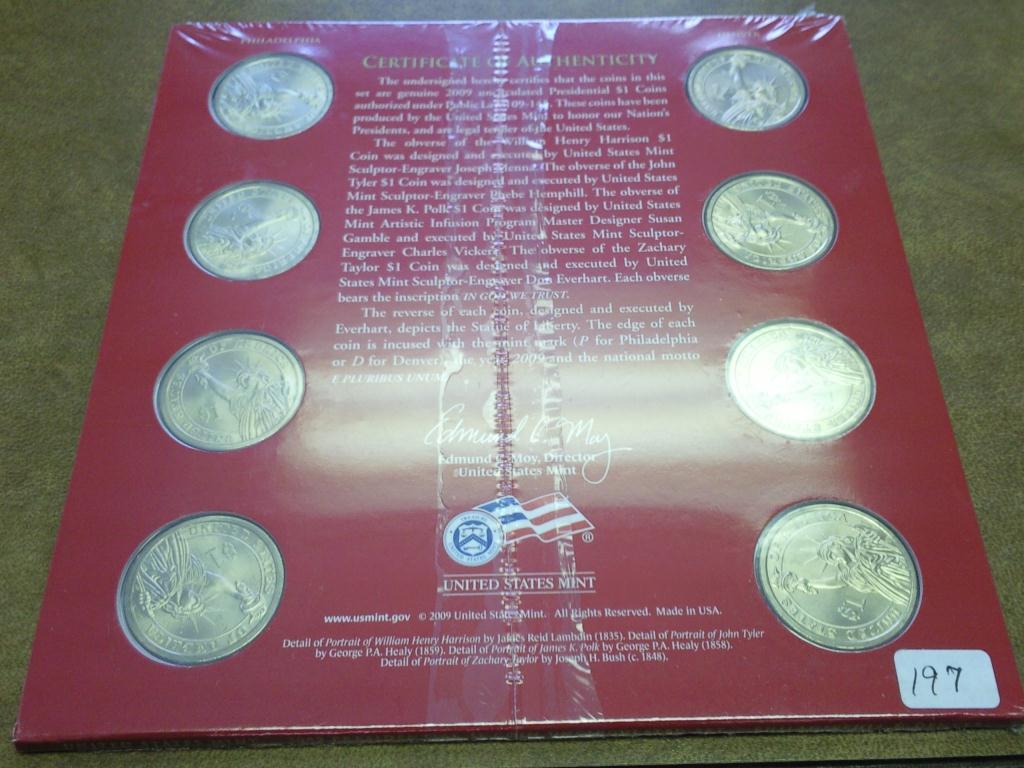 PHILADELPHIA
DENVER
CERTIFICATE OF AUTHENTICITY
The undersigned hereby certifies that the coins in this
set are genuine 2009 uncirculated Presidential $1 Coins
authorized under Public Law 109-145. These coins have been
produced by the United States Mint to honor our Nation's
Presidents, and are legal tender of the United States.
The obverse of the William Henry Harrison $1
Coin was designed and executed by United States Mint
Sculptor-Engraver Joseph Menna. The obverse of the John
Tyler $1 Coin was designed and executed by United States
Mint Sculptor-Engraver Phebe Hemphill. The obverse of
the James K. Polk $1 Coin was designed by United States
Mint Artistic Infusion Program Master Designer Susan
Gamble and executed by United States Mint Sculptor-
Engraver Charles Vickers. The obverse of the Zachary
Taylor $1 Coin was designed and executed by United
States Mint Sculptor-Engraver Don Everhart. Each obverse
bears the inscription IN GOD WE TRUST.
The reverse of each coin, designed and executed by
Everhart, depicts the Statue of Liberty. The edge of each
coin is incused with the mint mark (P for Philadelphia
or D for Denver), the year 2009 and the national motto
E PLURIBUS UNUM.
Edmund C. Moy
Edmund C. Moy, Director
United States Mint
®
UNITED STATES MINT
www.usmint.gov © 2009 United States Mint. All Rights Reserved. Made in USA.
Detail of Portrait of William Henry Harrison by James Reid Lambdin (1835). Detail of Portrait of John Tyler
by George P.A. Healy (1859). Detail of Portrait of James K. Polk by George P.A. Healy (1858).
Detail of Portrait of Zachary Taylor by Joseph H. Bush (c. 1848).
197